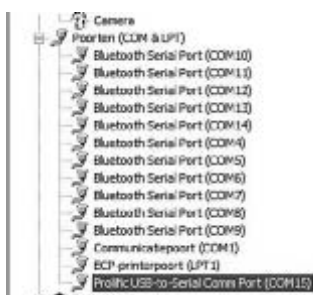 Camera
Poorten (COM & LPT)
Bluetooth Serial Port (COM10)
Bluetooth Serial Port (COM11)
Bluetooth Serial Port (COM12)
Bluetooth Serial Port (COM13)
Bluetooth Serial Port (COM14)
Bluetooth Serial Port (COM4)
Bluetooth Serial Port (COM5)
Bluetooth Serial Port (COM6)
Bluetooth Serial Port (COM7)
Bluetooth Serial Port (COM8)
Bluetooth Serial Port (COM9)
Communicatiepoort (COM1)
ECP-printerpoort (LPT1)
Prolific USB-to-Serial Comm Port (COM15)